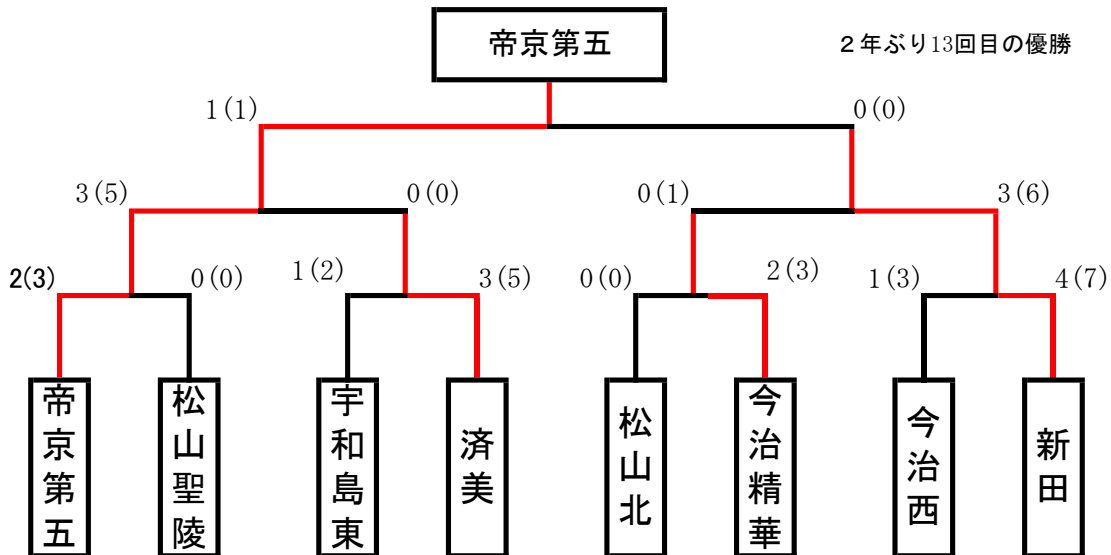 帝京第五
２年ぶり13回目の優勝
1(1)
0(0)
3(5)
0(0)
0(1)
3(6)
2(3)
0(0)
1(2)
3(5)
0(0)
2(3)
1(3)
4(7)
帝京第五
松山聖陵
宇和島東
済美
松山北
今治精華
今治西
新田